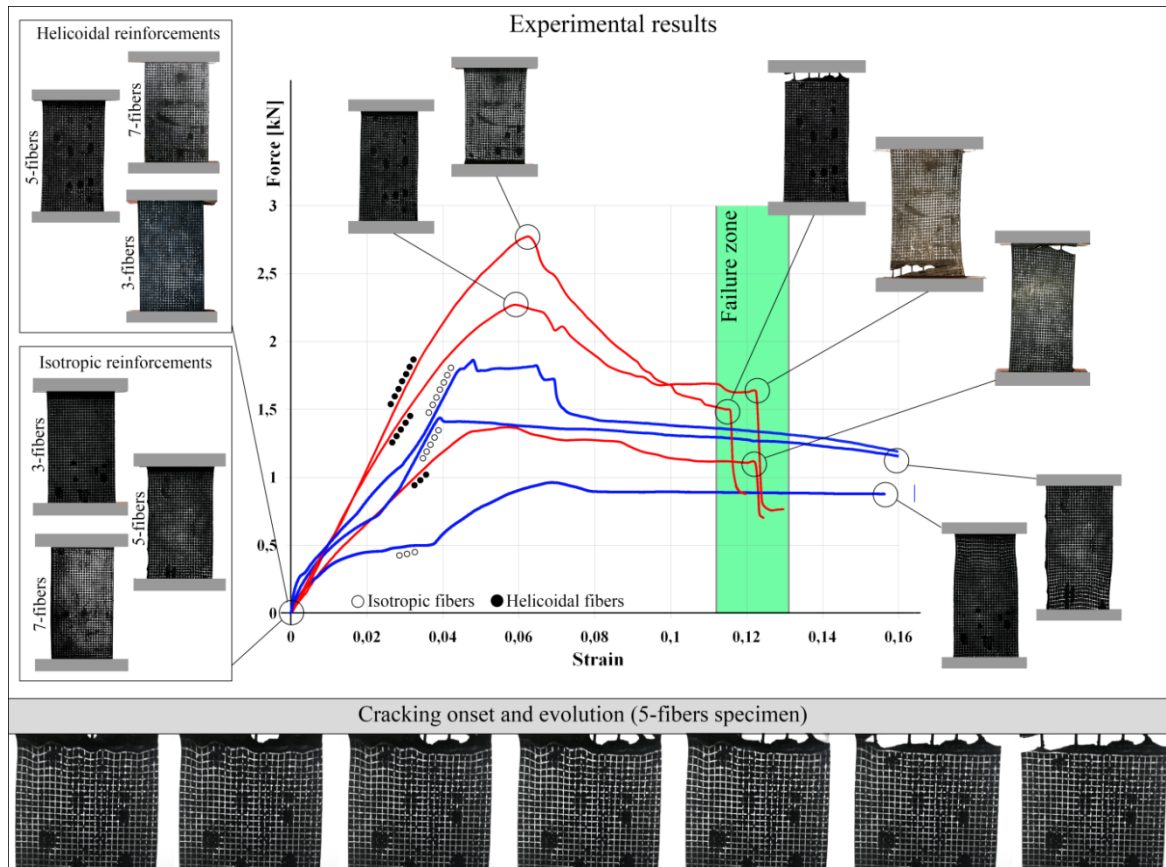 Experimental results
Helicoidal reinforcements
5-fibers
7-fibers
3-fibers
Isotropic reinforcements
3-fibers
5-fibers
7-fibers
Force [kN]
3
2.5
2
1.5
1
0,5
0
Failure zone
Isotropic fibers
Helicoidal fibers
0
0,02
0,04
0,06
0,08
0,1
0,12
0,14
0,16
Strain
Cracking onset and evolution (5-fibers specimen)